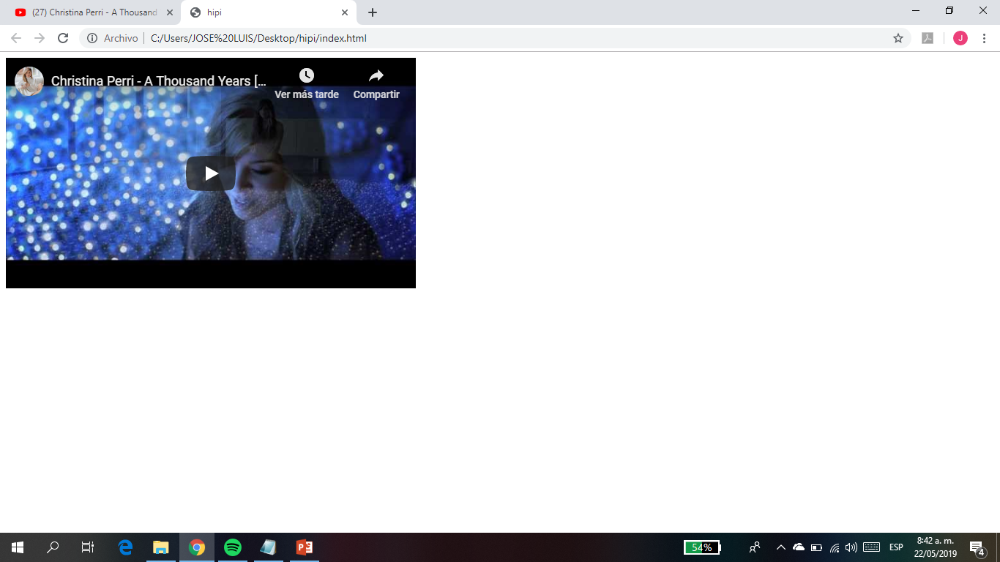 (27) Christina Perri - A Thousand
hipi
Archivo
C:/Users/JOSE%20LUIS/Desktop/hipi/index.html
J
Christina Perri - A Thousand Years [...
Ver más tarde
Compartir
54%
ESP
8:42 a. m.
22/05/2019
4